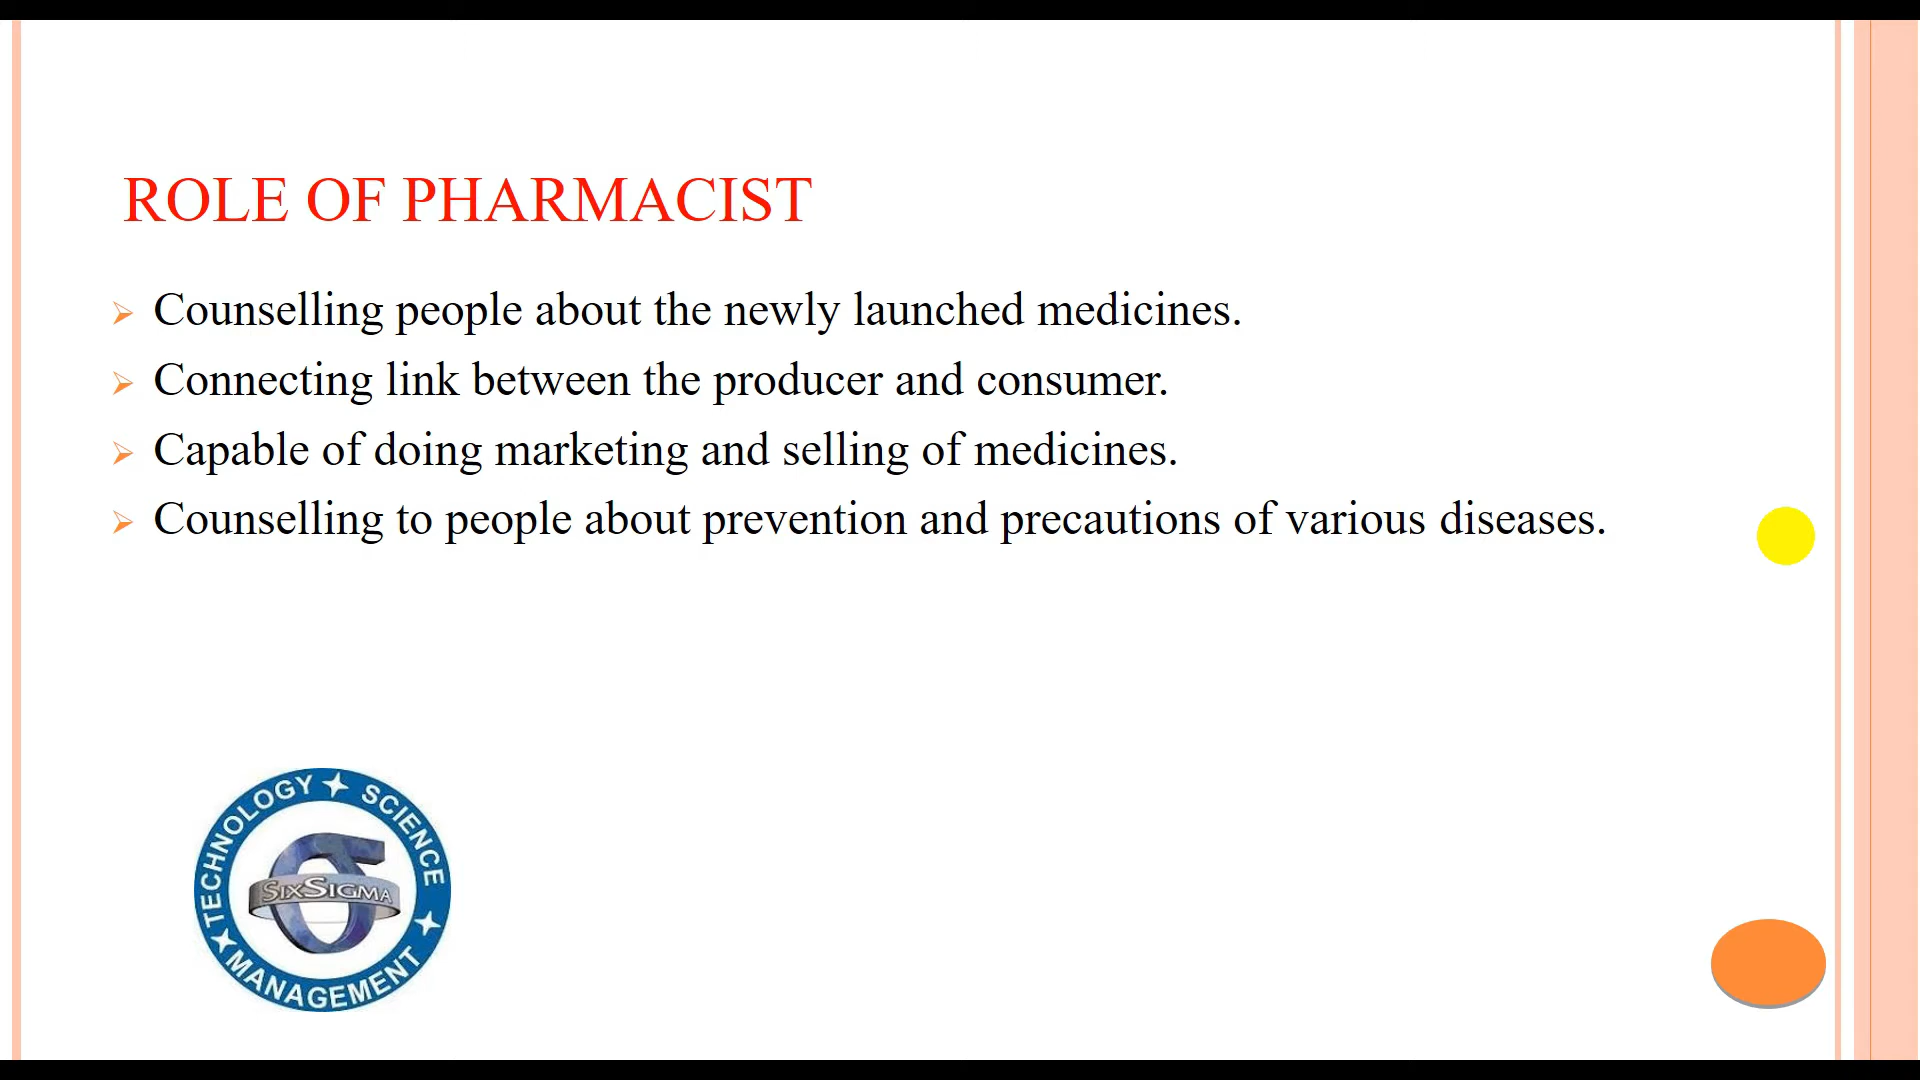 ROLE OF PHARMACIST
Counselling people about the newly launched medicines.
Connecting link between the producer and consumer.
Capable of doing marketing and selling of medicines.
Counselling to people about prevention and precautions of various diseases.
TECHNOLOGY SCIENCE
SIXSIGMA
MANAGEMENT